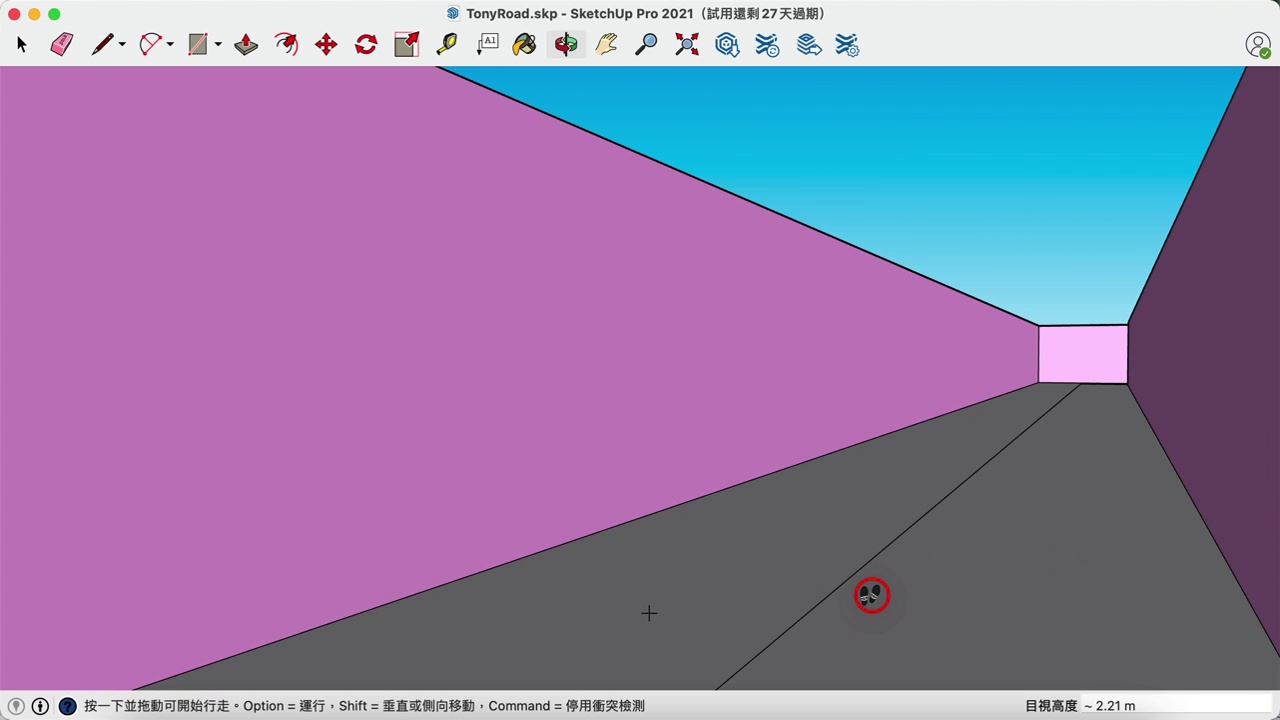 TonyRoad.skp - SketchUp Pro 2021（試用還剩 27 天過期）
A1
按一下並拖動可開始行走。Option = 運行，Shift = 垂直或側向移動，Command = 停用衝突檢測
目視高度 ~ 2.21 m